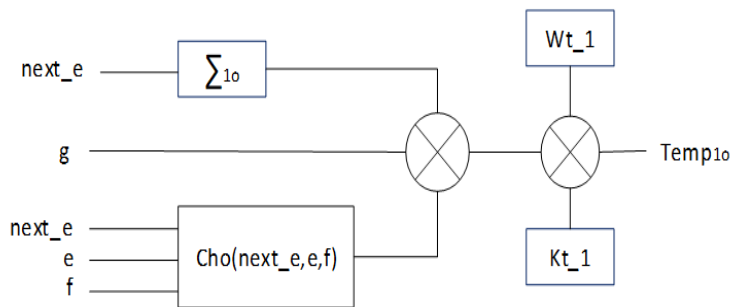 Wt_1
next_e
∑1o
g
Temp1o
next_e
e
f
Cho(next_e,e,f)
Kt_1